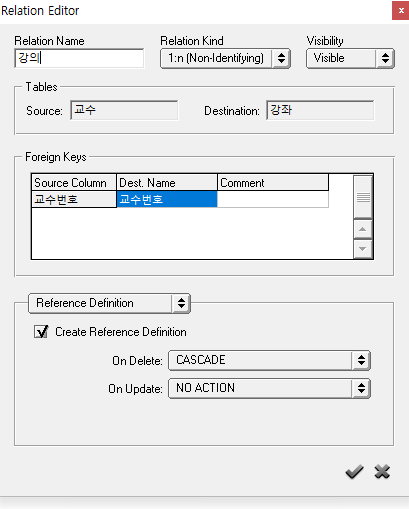 Relation Editor
Relation Name Relation Kind Visibility
강의 1:n (Non-Identifying) Visible
Tables
Source: 교수 Destination: 강좌
Foreign Keys
Source Column Dest. Name Comment
교수번호 교수번호
Reference Definition
Create Reference Definition
On Delete: CASCADE
On Update: NO ACTION